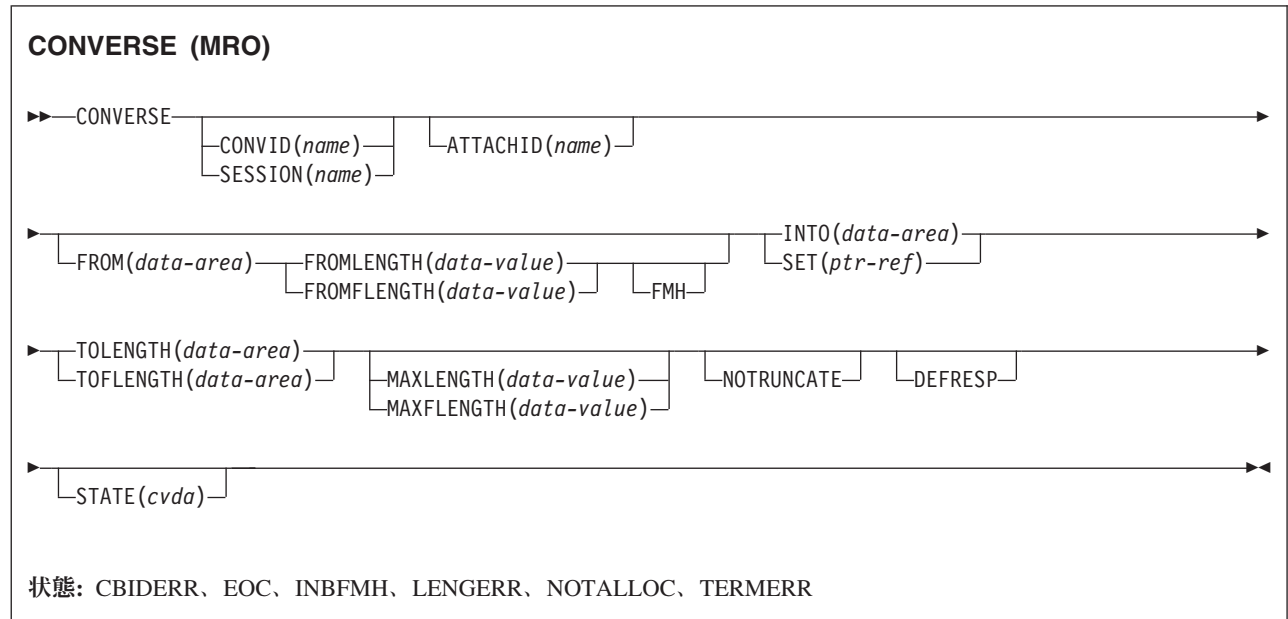 CONVERSE (MRO)
CONVERSE
CONVID(name)
SESSION(name)
ATTACHID(name)
FROM(data-area)
FROMLENGTH(data-value)
FROMFLENGTH(data-value)
FMH
INTO(data-area)
SET(ptr-ref)
TOLENGTH(data-area)
TOFLENGTH(data-area)
MAXLENGTH(data-value)
MAXFLENGTH(data-value)
NOTRUNCATE
DEFRESP
STATE(cvda)
状態: CBIDERR、EOC、INBFMH、LENGERR、NOTALLOC、TERMERR